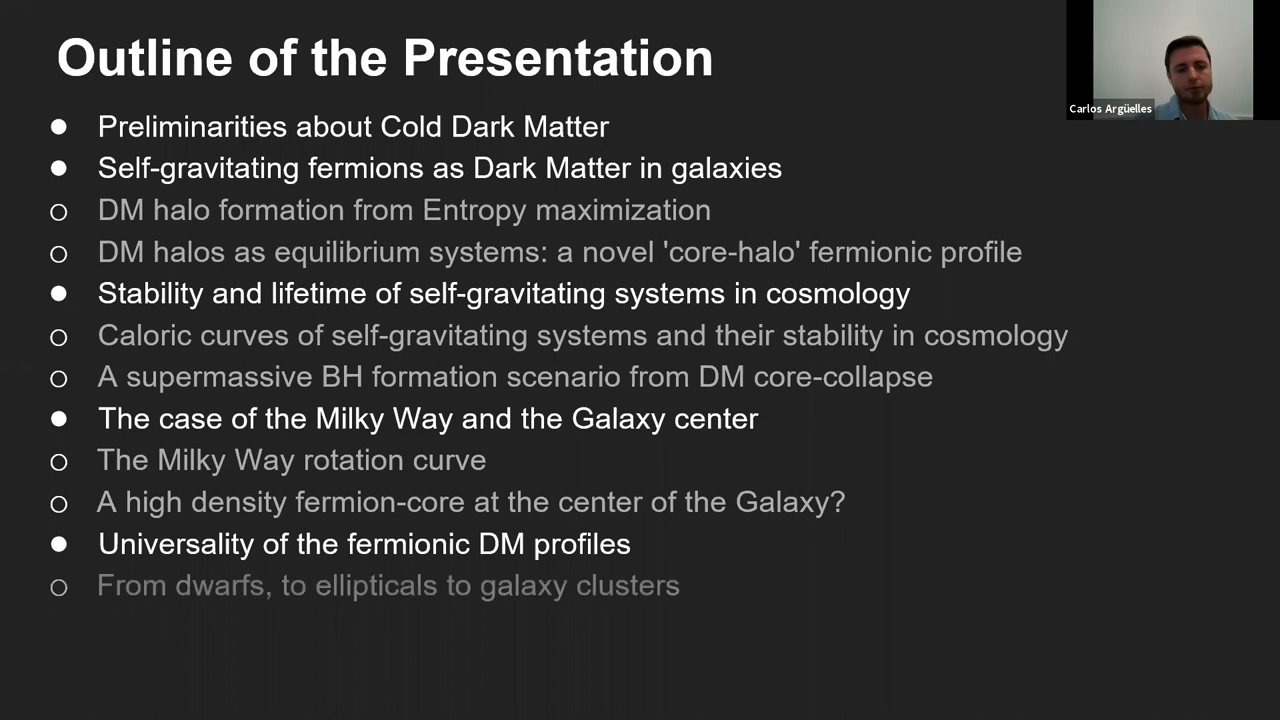 Outline of the Presentation
Carlos Argüelles
● Preliminarities about Cold Dark Matter
● Self-gravitating fermions as Dark Matter in galaxies
○ DM halo formation from Entropy maximization
○ DM halos as equilibrium systems: a novel 'core-halo' fermionic profile
● Stability and lifetime of self-gravitating systems in cosmology
○ Caloric curves of self-gravitating systems and their stability in cosmology
○ A supermassive BH formation scenario from DM core-collapse
● The case of the Milky Way and the Galaxy center
○ The Milky Way rotation curve
○ A high density fermion-core at the center of the Galaxy?
● Universality of the fermionic DM profiles
○ From dwarfs, to ellipticals to galaxy clusters